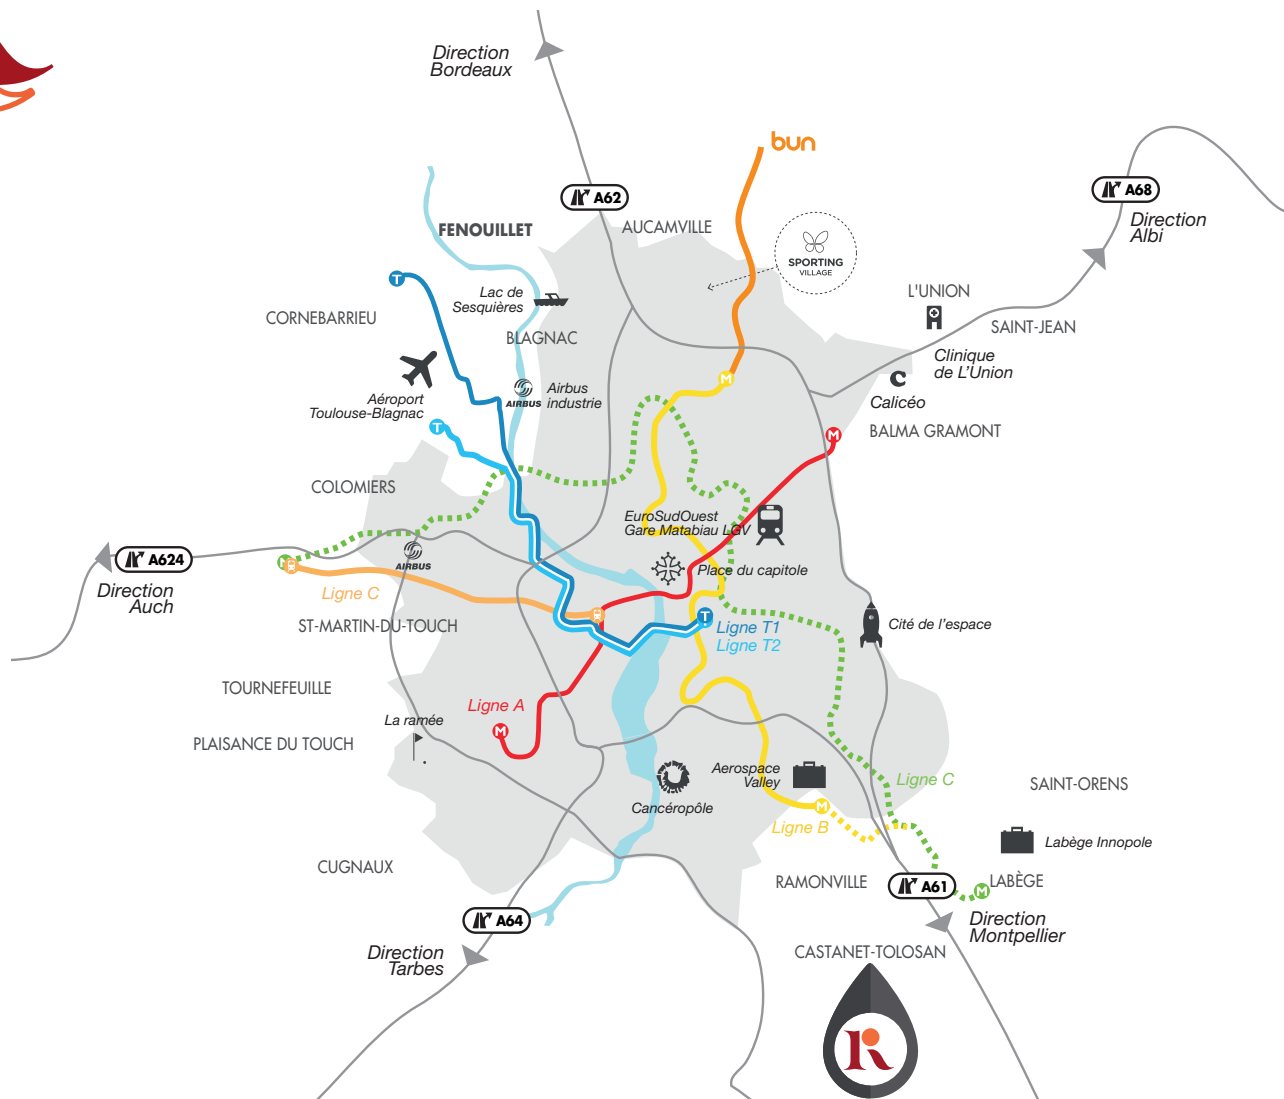 Direction
Bordeaux
bun
A62
A68
Direction
Albi
FENOUILLET
AUCAMVILLE
SPORTING
VILLAGE
T
Lac de
Sesquières
L'UNION
CORNEBARRIEU
SAINT-JEAN
BLAGNAC
Clinique
de L'Union
M
Aéroport
Toulouse-Blagnac
AIRBUS
Airbus
industrie
C
Calicéo
T
M
BALMA GRAMONT
COLOMIERS
EuroSudOuest
Gare Matabiau LGV
A624
AIRBUS
M
Place du capitole
Direction
Auch
Ligne C
ST-MARTIN-DU-TOUCH
T
Ligne T1
Ligne T2
Cité de l'espace
TOURNEFEUILLE
Ligne A
La ramée
M
PLAISANCE DU TOUCH
Aerospace
Valley
Ligne C
SAINT-ORENS
Cancéropôle
M
Ligne B
Labège Innopole
CUGNAUX
RAMONVILLE
A61
M
LABÈGE
A64
Direction
Montpellier
Direction
Tarbes
CASTANET-TOLOSAN
R